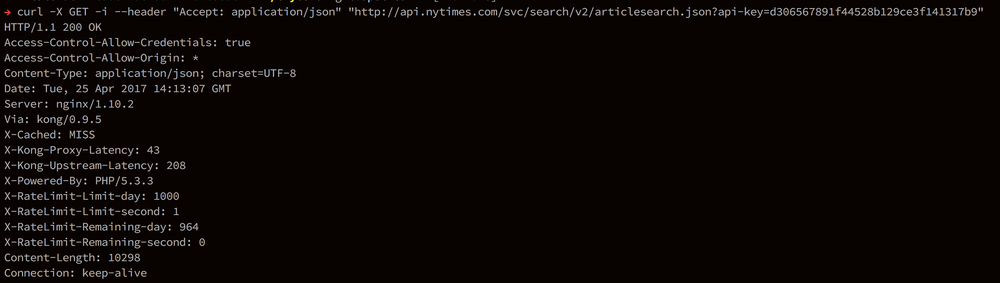 → curl -X GET -i --header "Accept: application/json" "http://api.nytimes.com/svc/search/v2/articlesearch.json?api-key=d306567891f44528b129ce3f141317b9"
HTTP/1.1 200 OK
Access-Control-Allow-Credentials: true
Access-Control-Allow-Origin: *
Content-Type: application/json; charset=UTF-8
Date: Tue, 25 Apr 2017 14:13:07 GMT
Server: nginx/1.10.2
Via: kong/0.9.5
X-Cached: MISS
X-Kong-Proxy-Latency: 43
X-Kong-Upstream-Latency: 208
X-Powered-By: PHP/5.3.3
X-RateLimit-Limit-day: 1000
X-RateLimit-Limit-second: 1
X-RateLimit-Remaining-day: 964
X-RateLimit-Remaining-second: 0
Content-Length: 10298
Connection: keep-alive